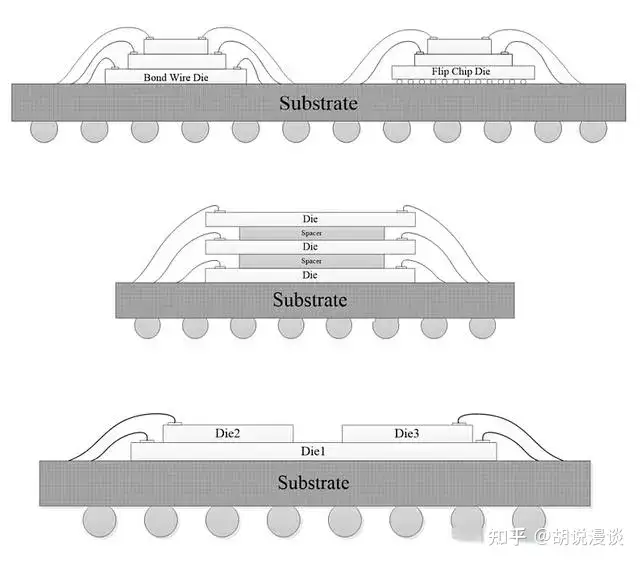 Bond Wire Die
Flip Chip Die
Substrate
Die
Spacer
Die
Spacer
Die
Substrate
Die2
Die3
Die1
Substrate
知乎 @胡说漫谈